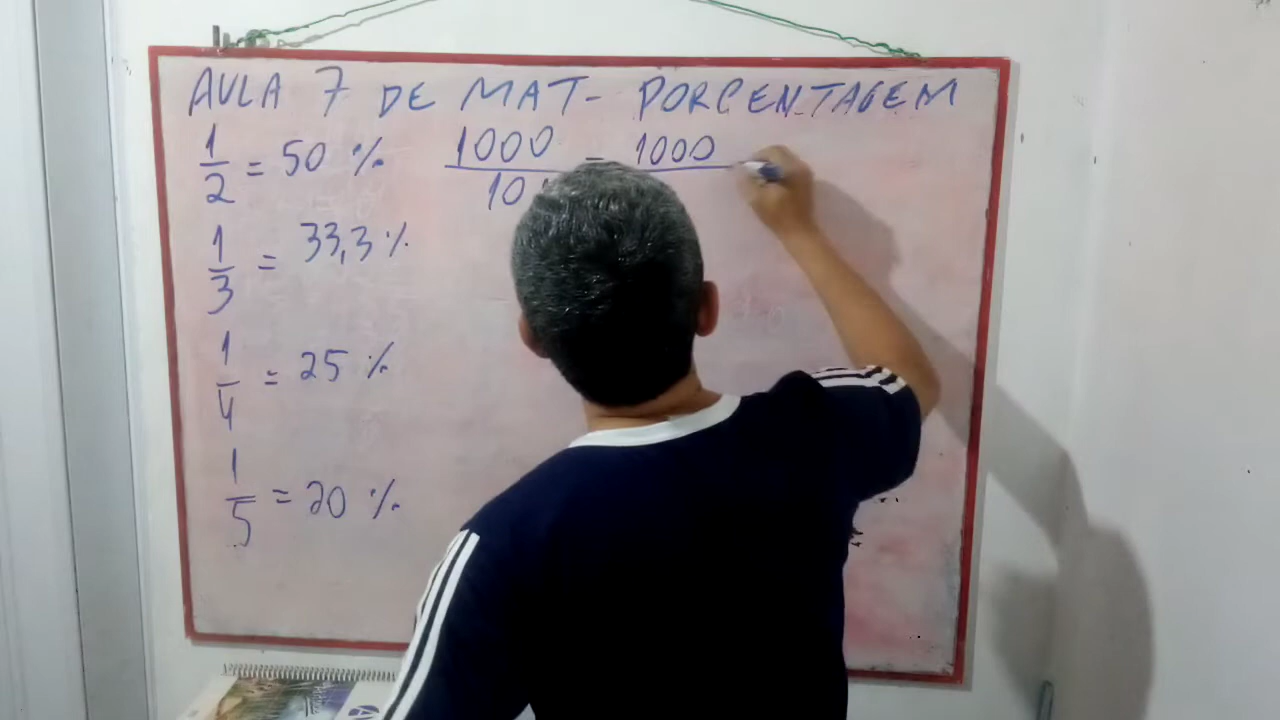 AULA 7 DE MAT- PORCENTAGEM
1/2 = 50 %
1000/10 = 1000
1/3 = 33,3 %
1/4 = 25 %
1/5 = 20 %